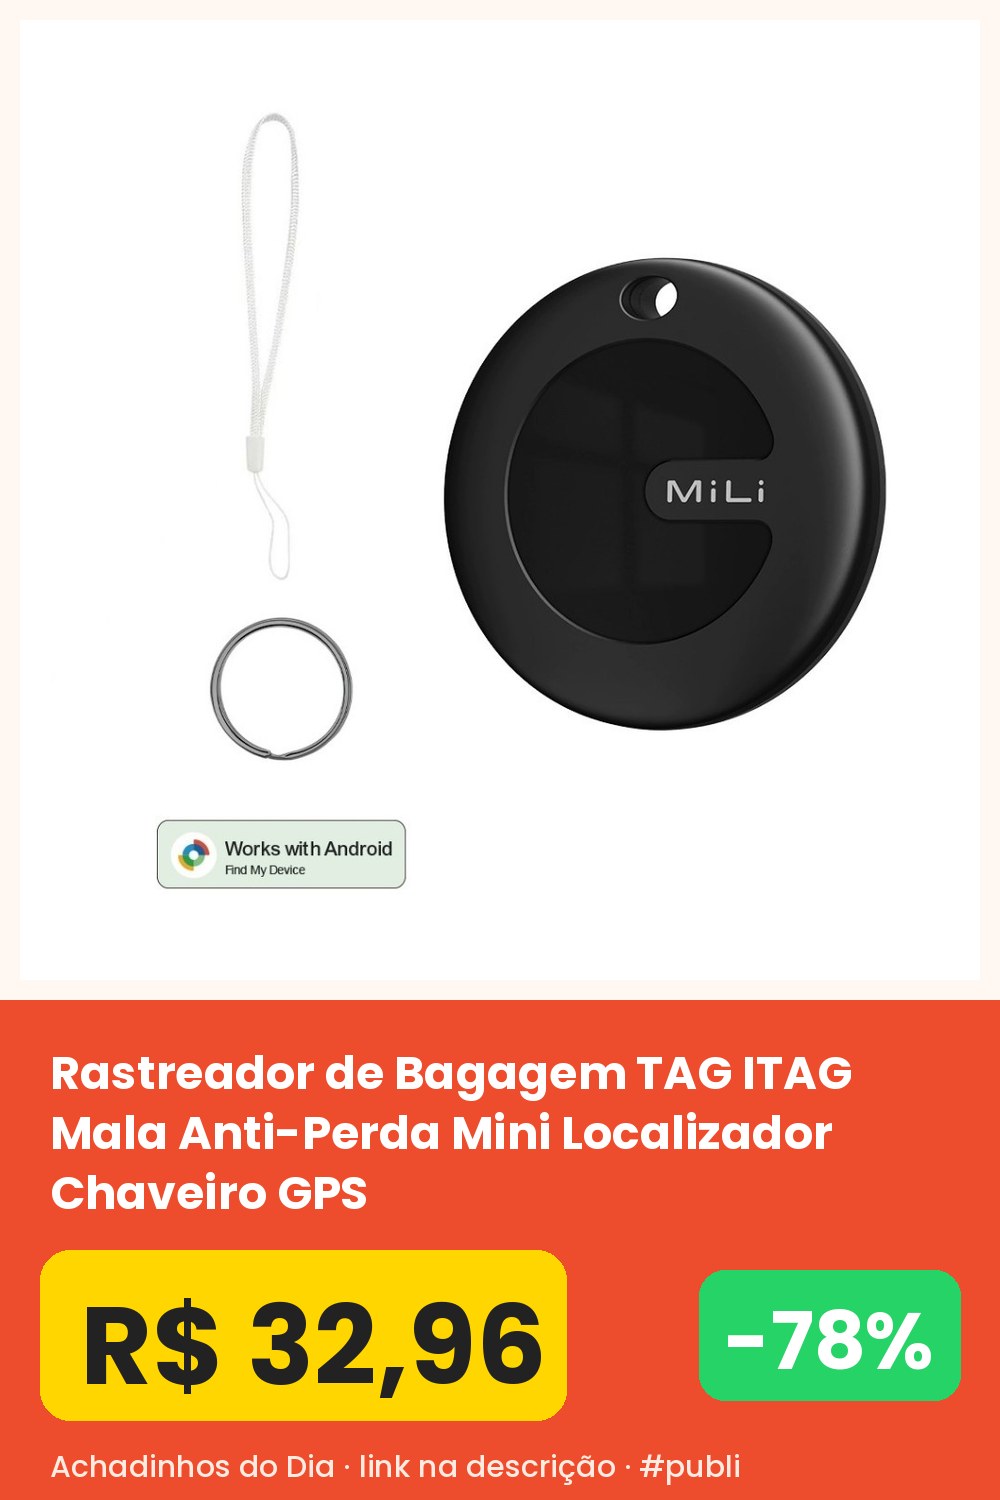 MiLi
Works with Android
Find My Device
Rastreador de Bagagem TAG ITAG
Mala Anti-Perda Mini Localizador
Chaveiro GPS
R$ 32,96
-78%
Achadinhos do Dia · link na descrição · #publi